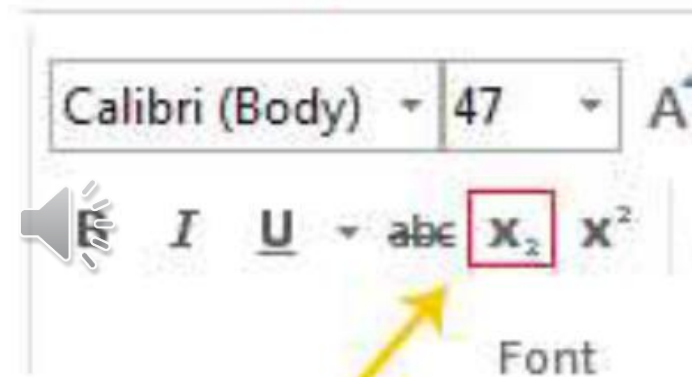 Calibri (Body) 47 A
B I U abc X₂ X²
Font